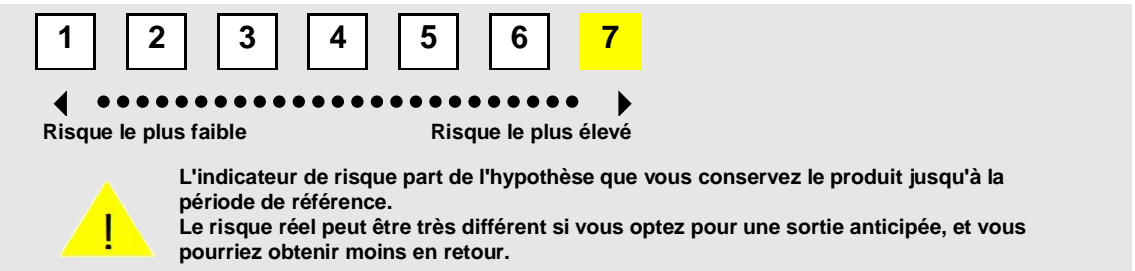 1 2 3 4 5 6 7
Risque le plus faible Risque le plus élevé
!
L'indicateur de risque part de l'hypothèse que vous conservez le produit jusqu'à la
période de référence.
Le risque réel peut être très différent si vous optez pour une sortie anticipée, et vous
pourriez obtenir moins en retour.